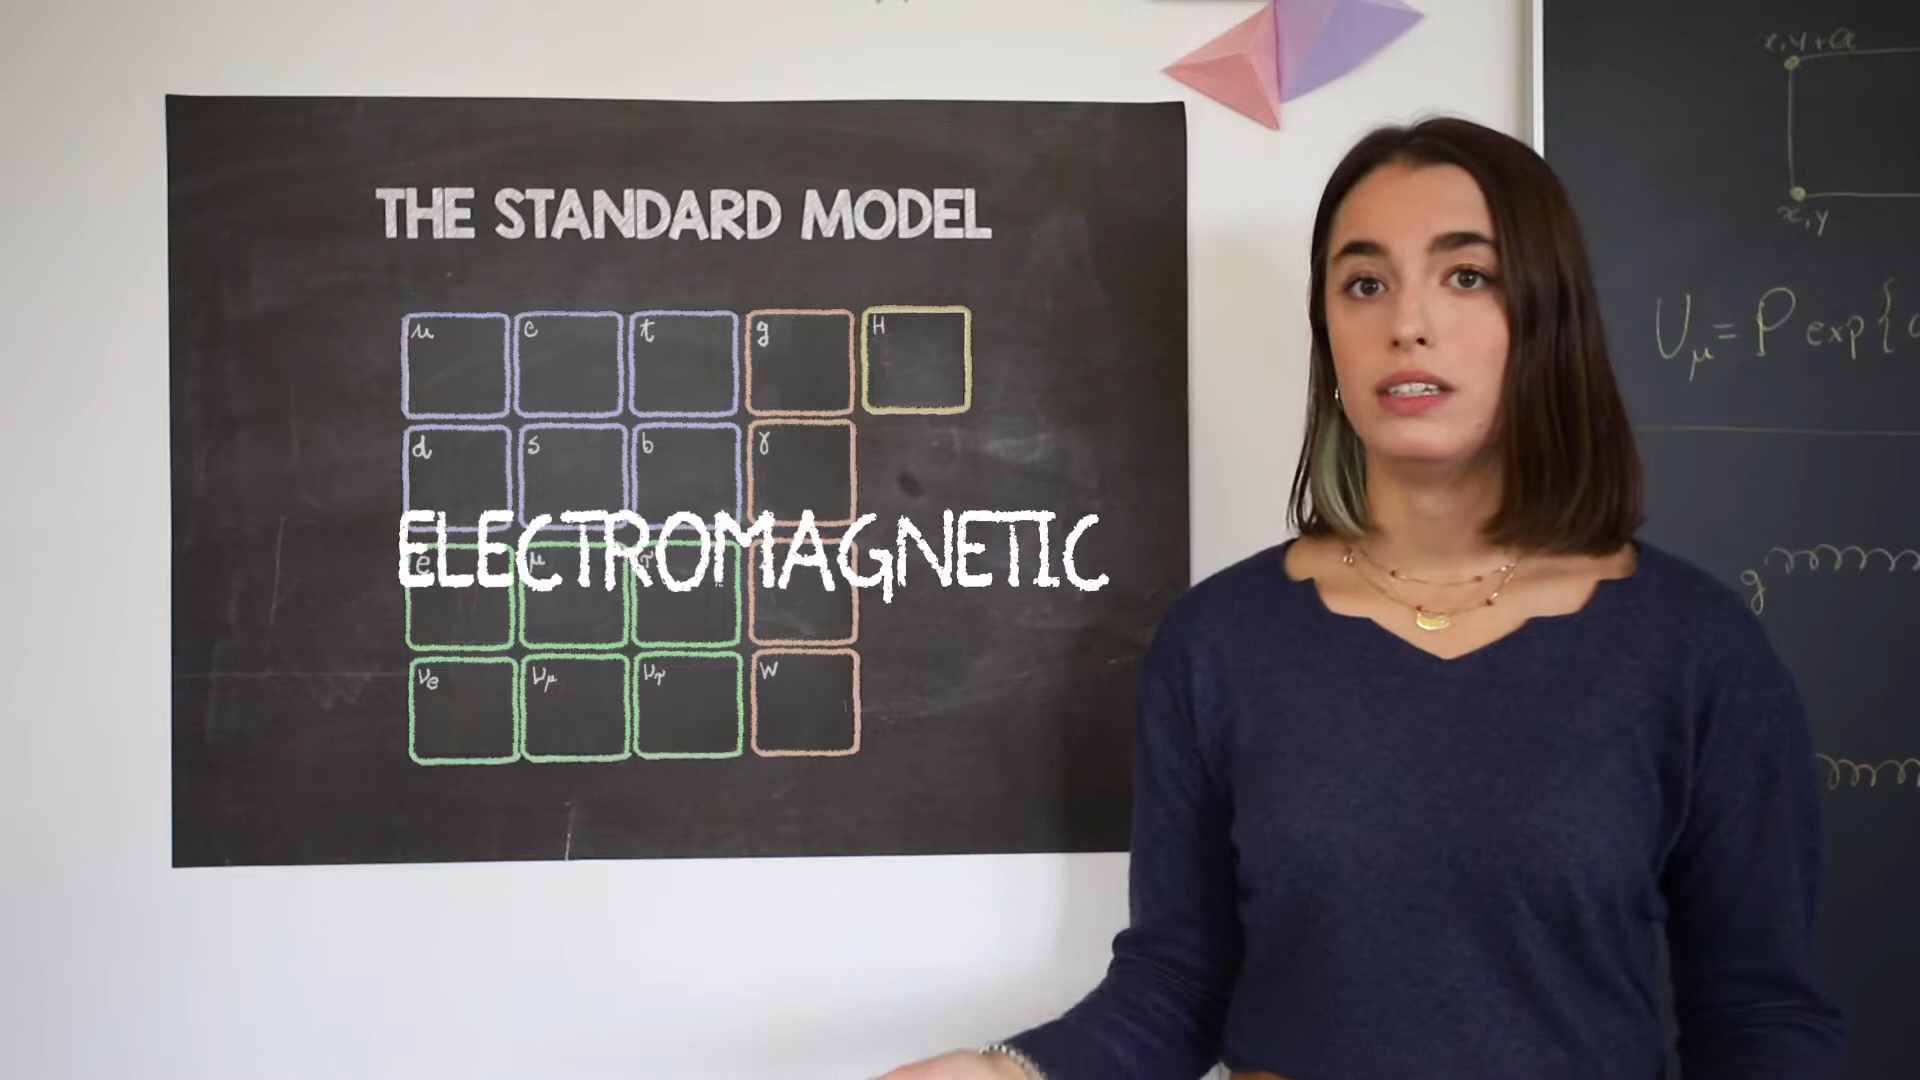 THE STANDARD MODEL
u c t g H
d s b γ
ELECTROMAGNETIC
e μ τ
νe νμ ντ W
x,y+a
x,y
Uμ = P exp{
g